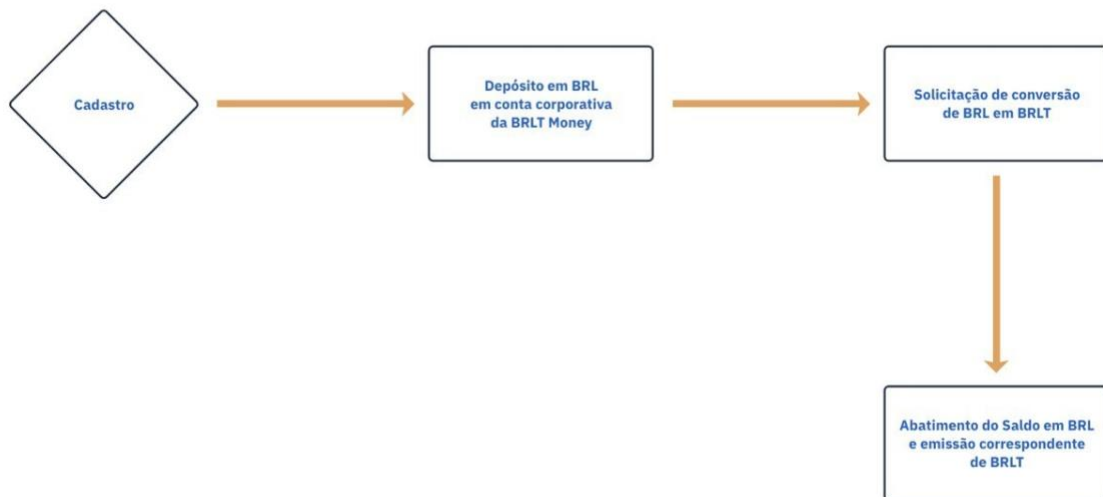 Cadastro
Depósito em BRL
em conta corporativa
da BRLT Money
Solicitação de conversão
de BRL em BRLT
Abatimento do Saldo em BRL
e emissão correspondente
de BRLT